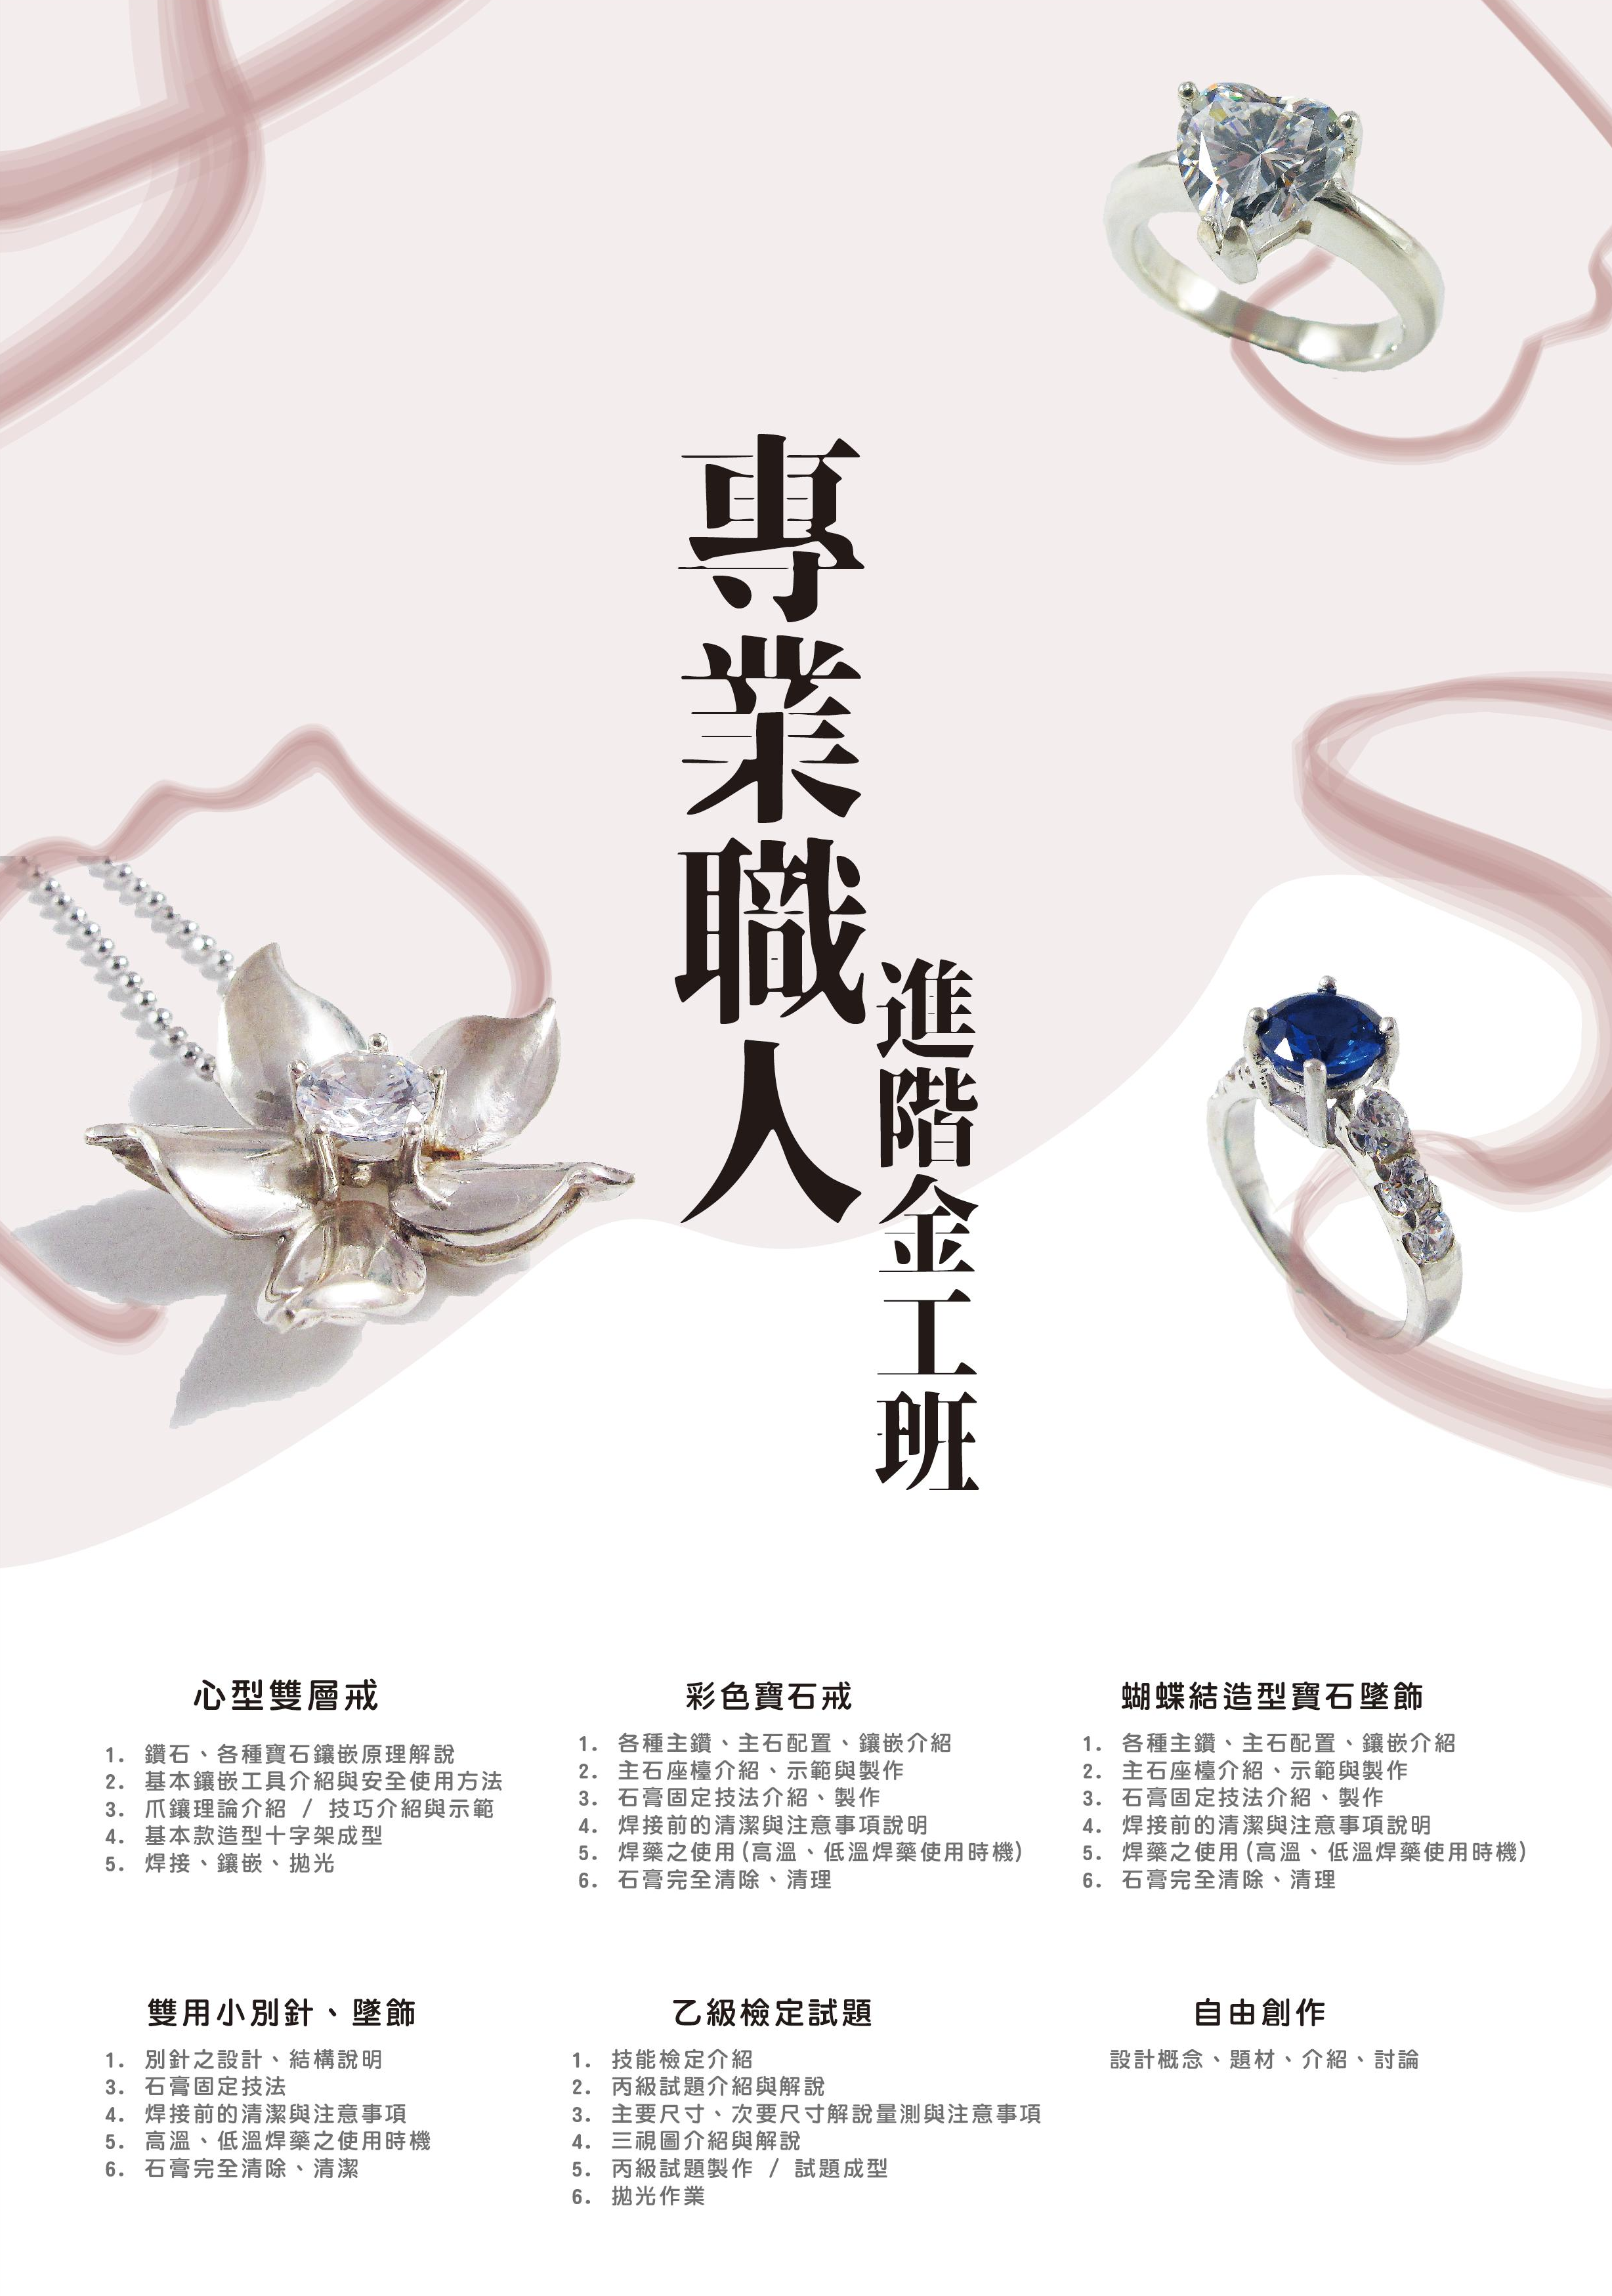 專業職人
進階金工班
心型雙層戒
1. 鑽石、各種寶石鑲嵌原理解說
2. 基本鑲嵌工具介紹與安全使用方法
3. 爪鑲理論介紹 / 技巧介紹與示範
4. 基本款造型十字架成型
5. 焊接、鑲嵌、拋光
彩色寶石戒
1. 各種主鑽、主石配置、鑲嵌介紹
2. 主石座檯介紹、示範與製作
3. 石膏固定技法介紹、製作
4. 焊接前的清潔與注意事項說明
5. 焊藥之使用(高溫、低溫焊藥使用時機)
6. 石膏完全清除、清理
蝴蝶結造型寶石墜飾
1. 各種主鑽、主石配置、鑲嵌介紹
2. 主石座檯介紹、示範與製作
3. 石膏固定技法介紹、製作
4. 焊接前的清潔與注意事項說明
5. 焊藥之使用(高溫、低溫焊藥使用時機)
6. 石膏完全清除、清理
雙用小別針、墜飾
1. 別針之設計、結構說明
3. 石膏固定技法
4. 焊接前的清潔與注意事項
5. 高溫、低溫焊藥之使用時機
6. 石膏完全清除、清潔
乙級檢定試題
1. 技能檢定介紹
2. 丙級試題介紹與解說
3. 主要尺寸、次要尺寸解說量測與注意事項
4. 三視圖介紹與解說
5. 丙級試題製作 / 試題成型
6. 拋光作業
自由創作
設計概念、題材、介紹、討論